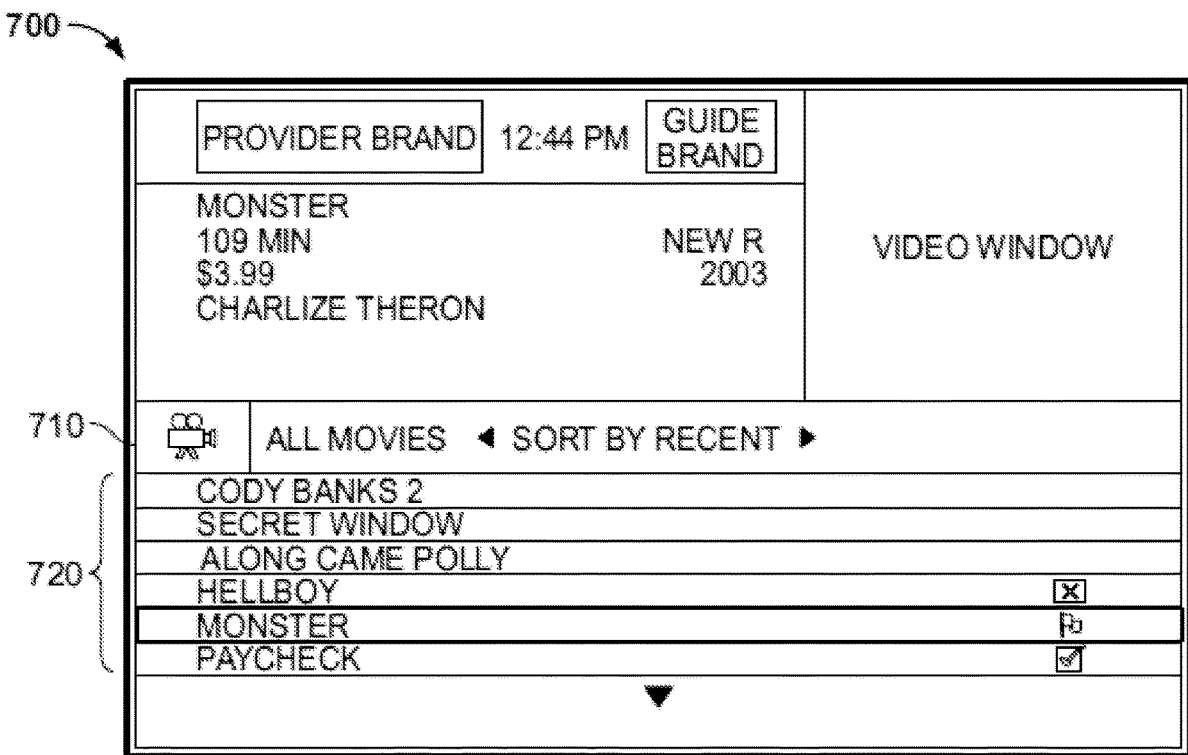 700
PROVIDER BRAND 12:44 PM GUIDE
BRAND
MONSTER
109 MIN NEW R
$3.99 2003
CHARLIZE THERON
VIDEO WINDOW
710
ALL MOVIES ◀ SORT BY RECENT ▶
720
CODY BANKS 2
SECRET WINDOW
ALONG CAME POLLY
HELLBOY
MONSTER
PAYCHECK